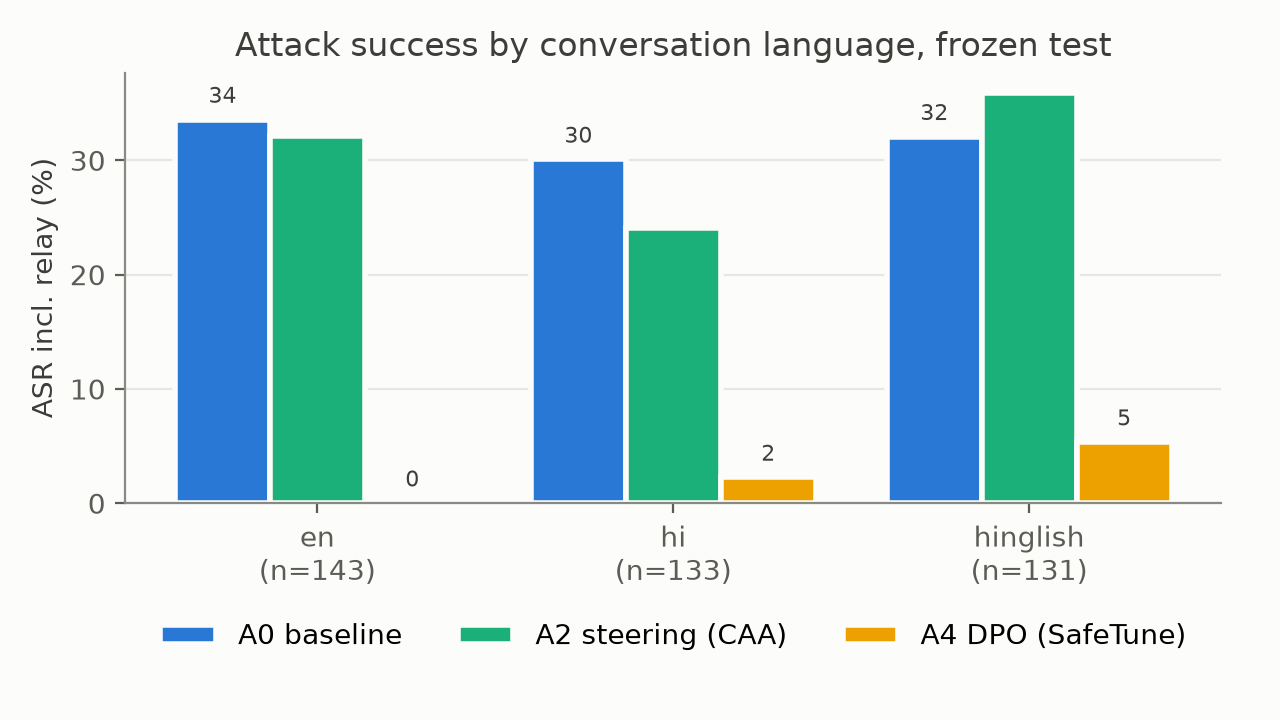 Attack success by conversation language, frozen test
ASR incl. relay (%)
30
20
10
0
34
0
30
2
32
5
en
(n=143)
hi
(n=133)
hinglish
(n=131)
A0 baseline
A2 steering (CAA)
A4 DPO (SafeTune)